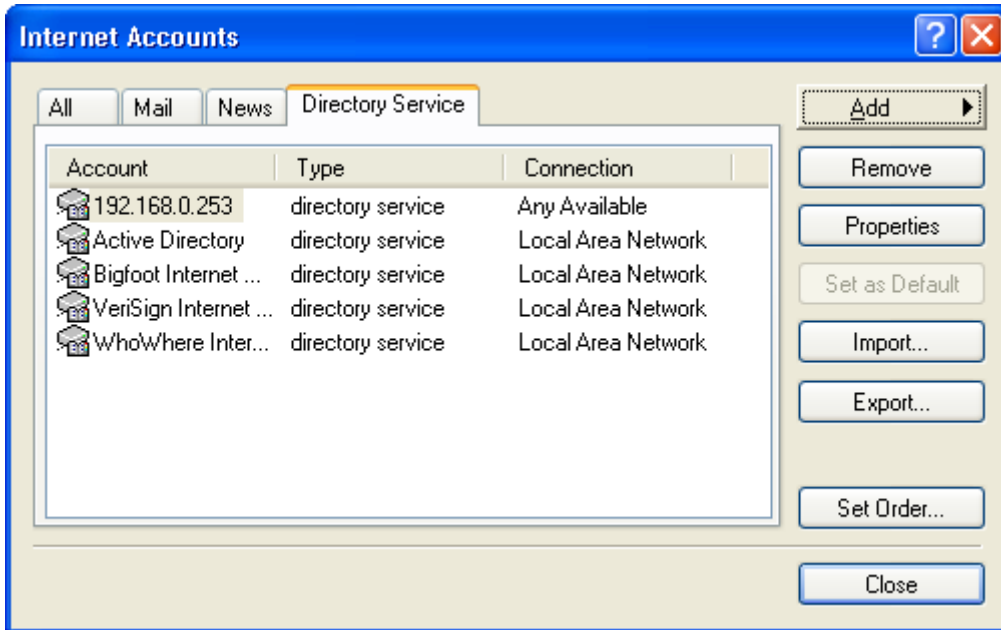 Internet Accounts
All Mail News Directory Service
Account Type Connection
192.168.0.253 directory service Any Available
Active Directory directory service Local Area Network
Bigfoot Internet ... directory service Local Area Network
VeriSign Internet ... directory service Local Area Network
WhoWhere Inter... directory service Local Area Network
Add
Remove
Properties
Set as Default
Import...
Export...
Set Order...
Close